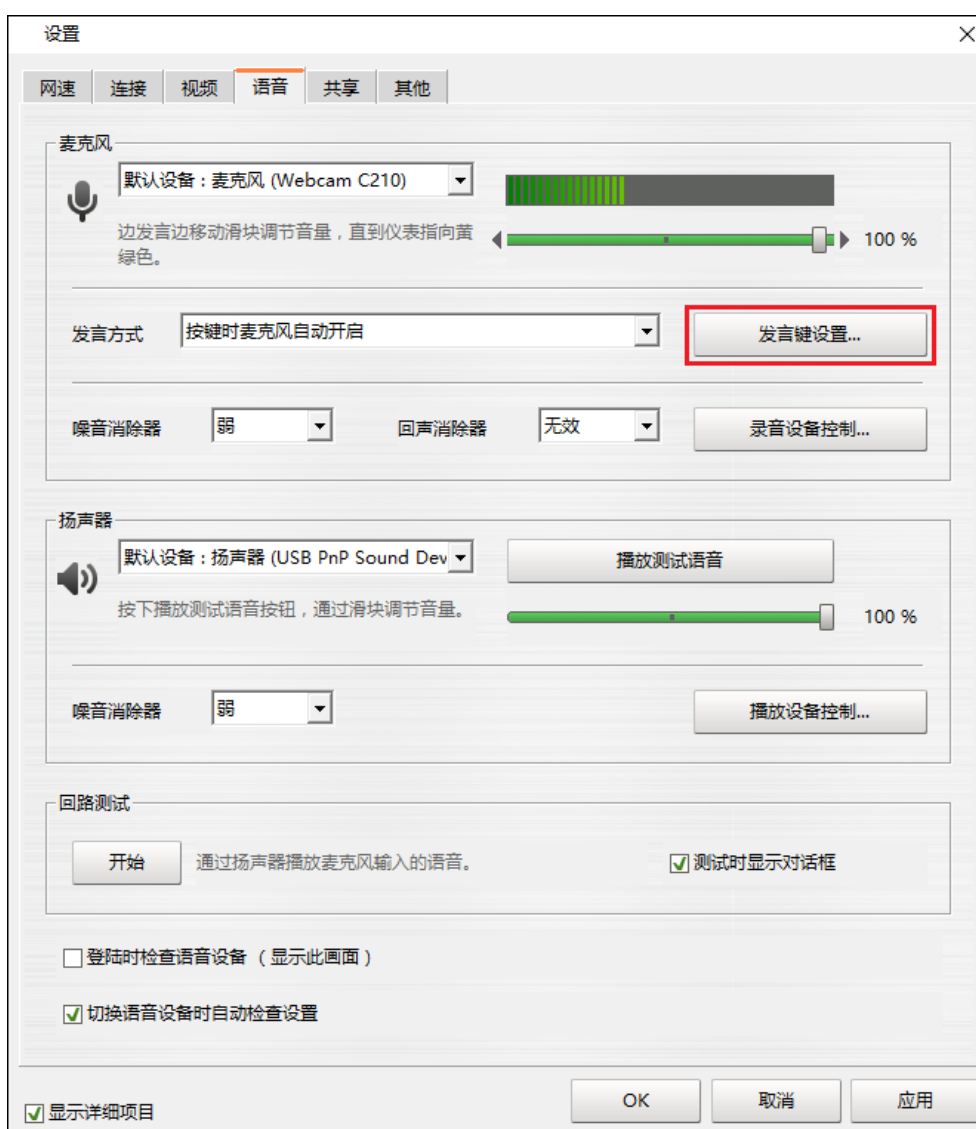 设置
网速 连接 视频 语音 共享 其他
麦克风
默认设备：麦克风 (Webcam C210)
边发言边移动滑块调节音量，直到仪表指向黄
绿色。
100 %
发言方式 按键时麦克风自动开启 发言键设置...
噪音消除器 弱 回声消除器 无效 录音设备控制...
扬声器
默认设备：扬声器 (USB PnP Sound Dev 播放测试语音
按下播放测试语音按钮，通过滑块调节音量。 100 %
噪音消除器 弱 播放设备控制...
回路测试
开始 通过扬声器播放麦克风输入的语音。 测试时显示对话框
登陆时检查语音设备 （显示此画面）
切换语音设备时自动检查设置
显示详细项目 OK 取消 应用